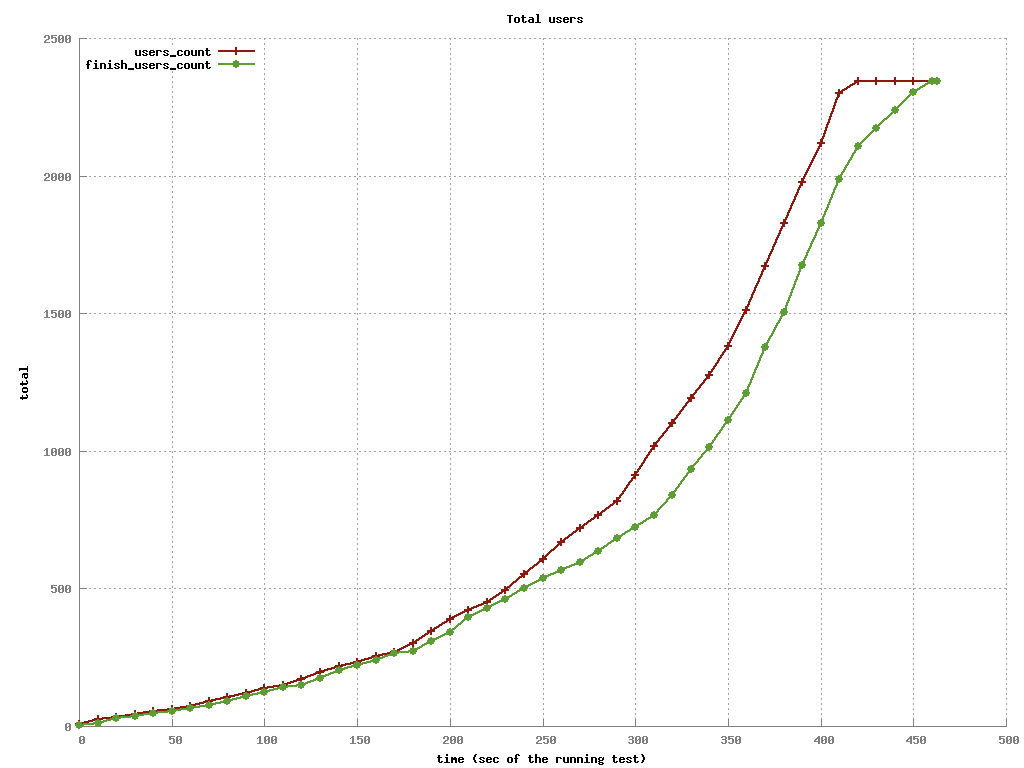 Total users
users_count
finish_users_count
2500
2000
1500
1000
500
0
total
0 50 100 150 200 250 300 350 400 450 500
time (sec of the running test)